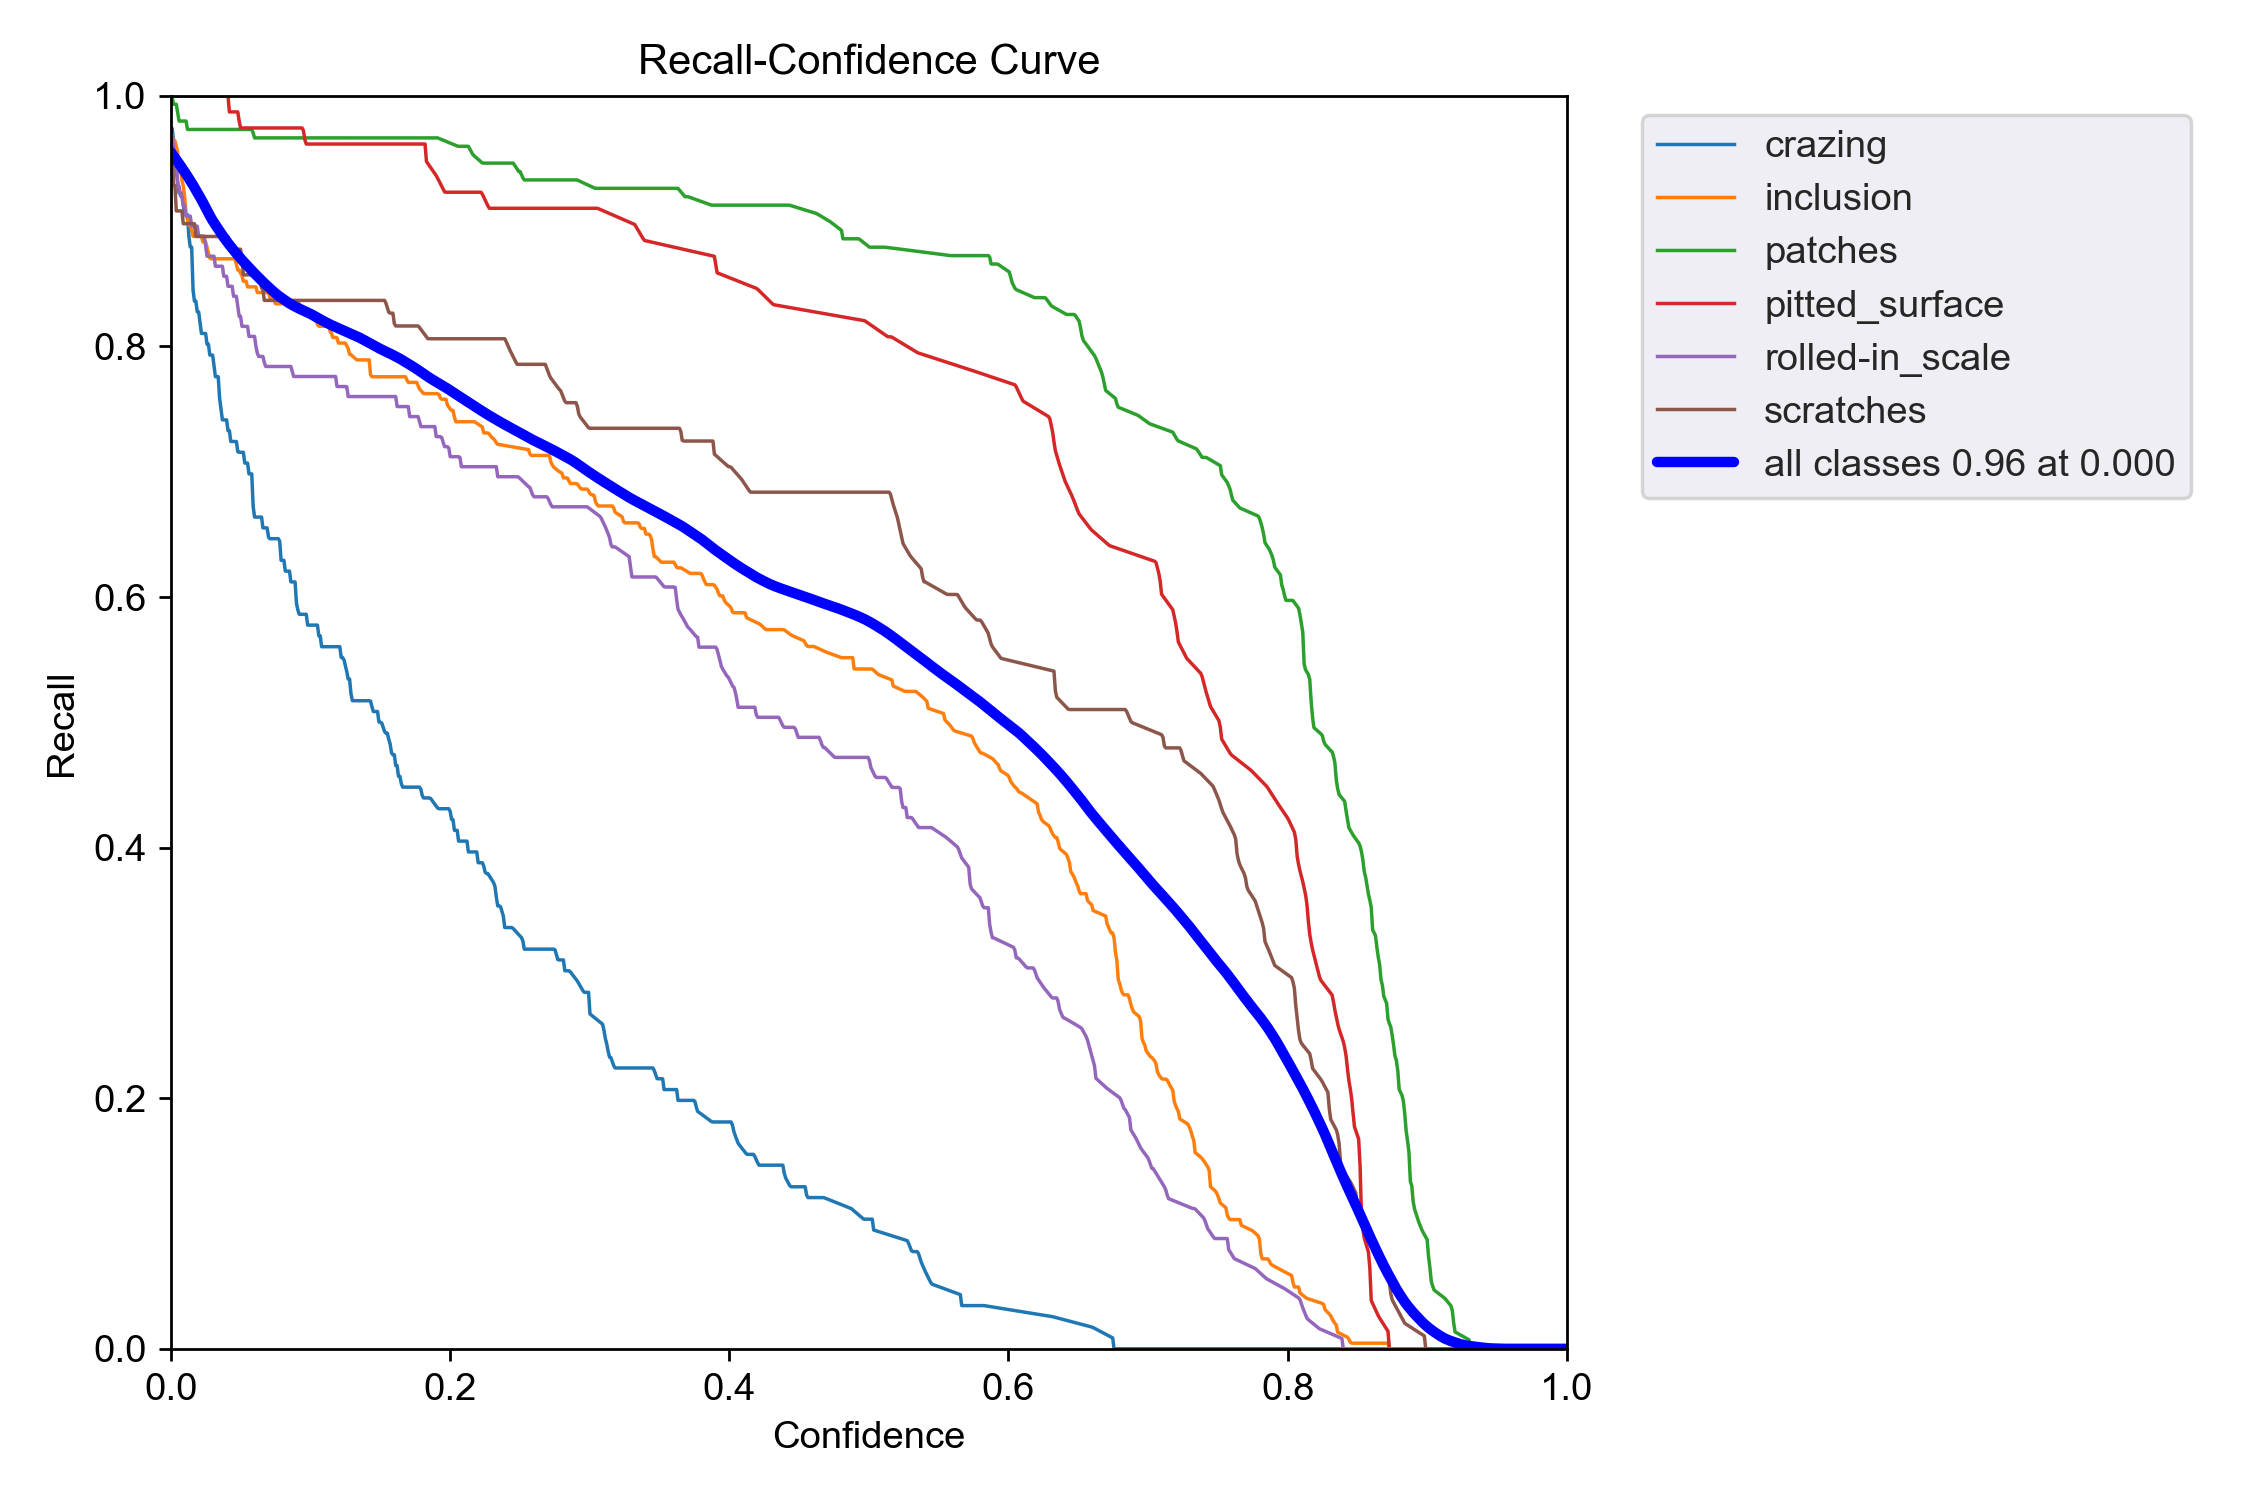 Recall-Confidence Curve
1.0
0.8
0.6
0.4
0.2
0.0
Recall
0.0 0.2 0.4 0.6 0.8 1.0
Confidence
crazing
inclusion
patches
pitted_surface
rolled-in_scale
scratches
all classes 0.96 at 0.000